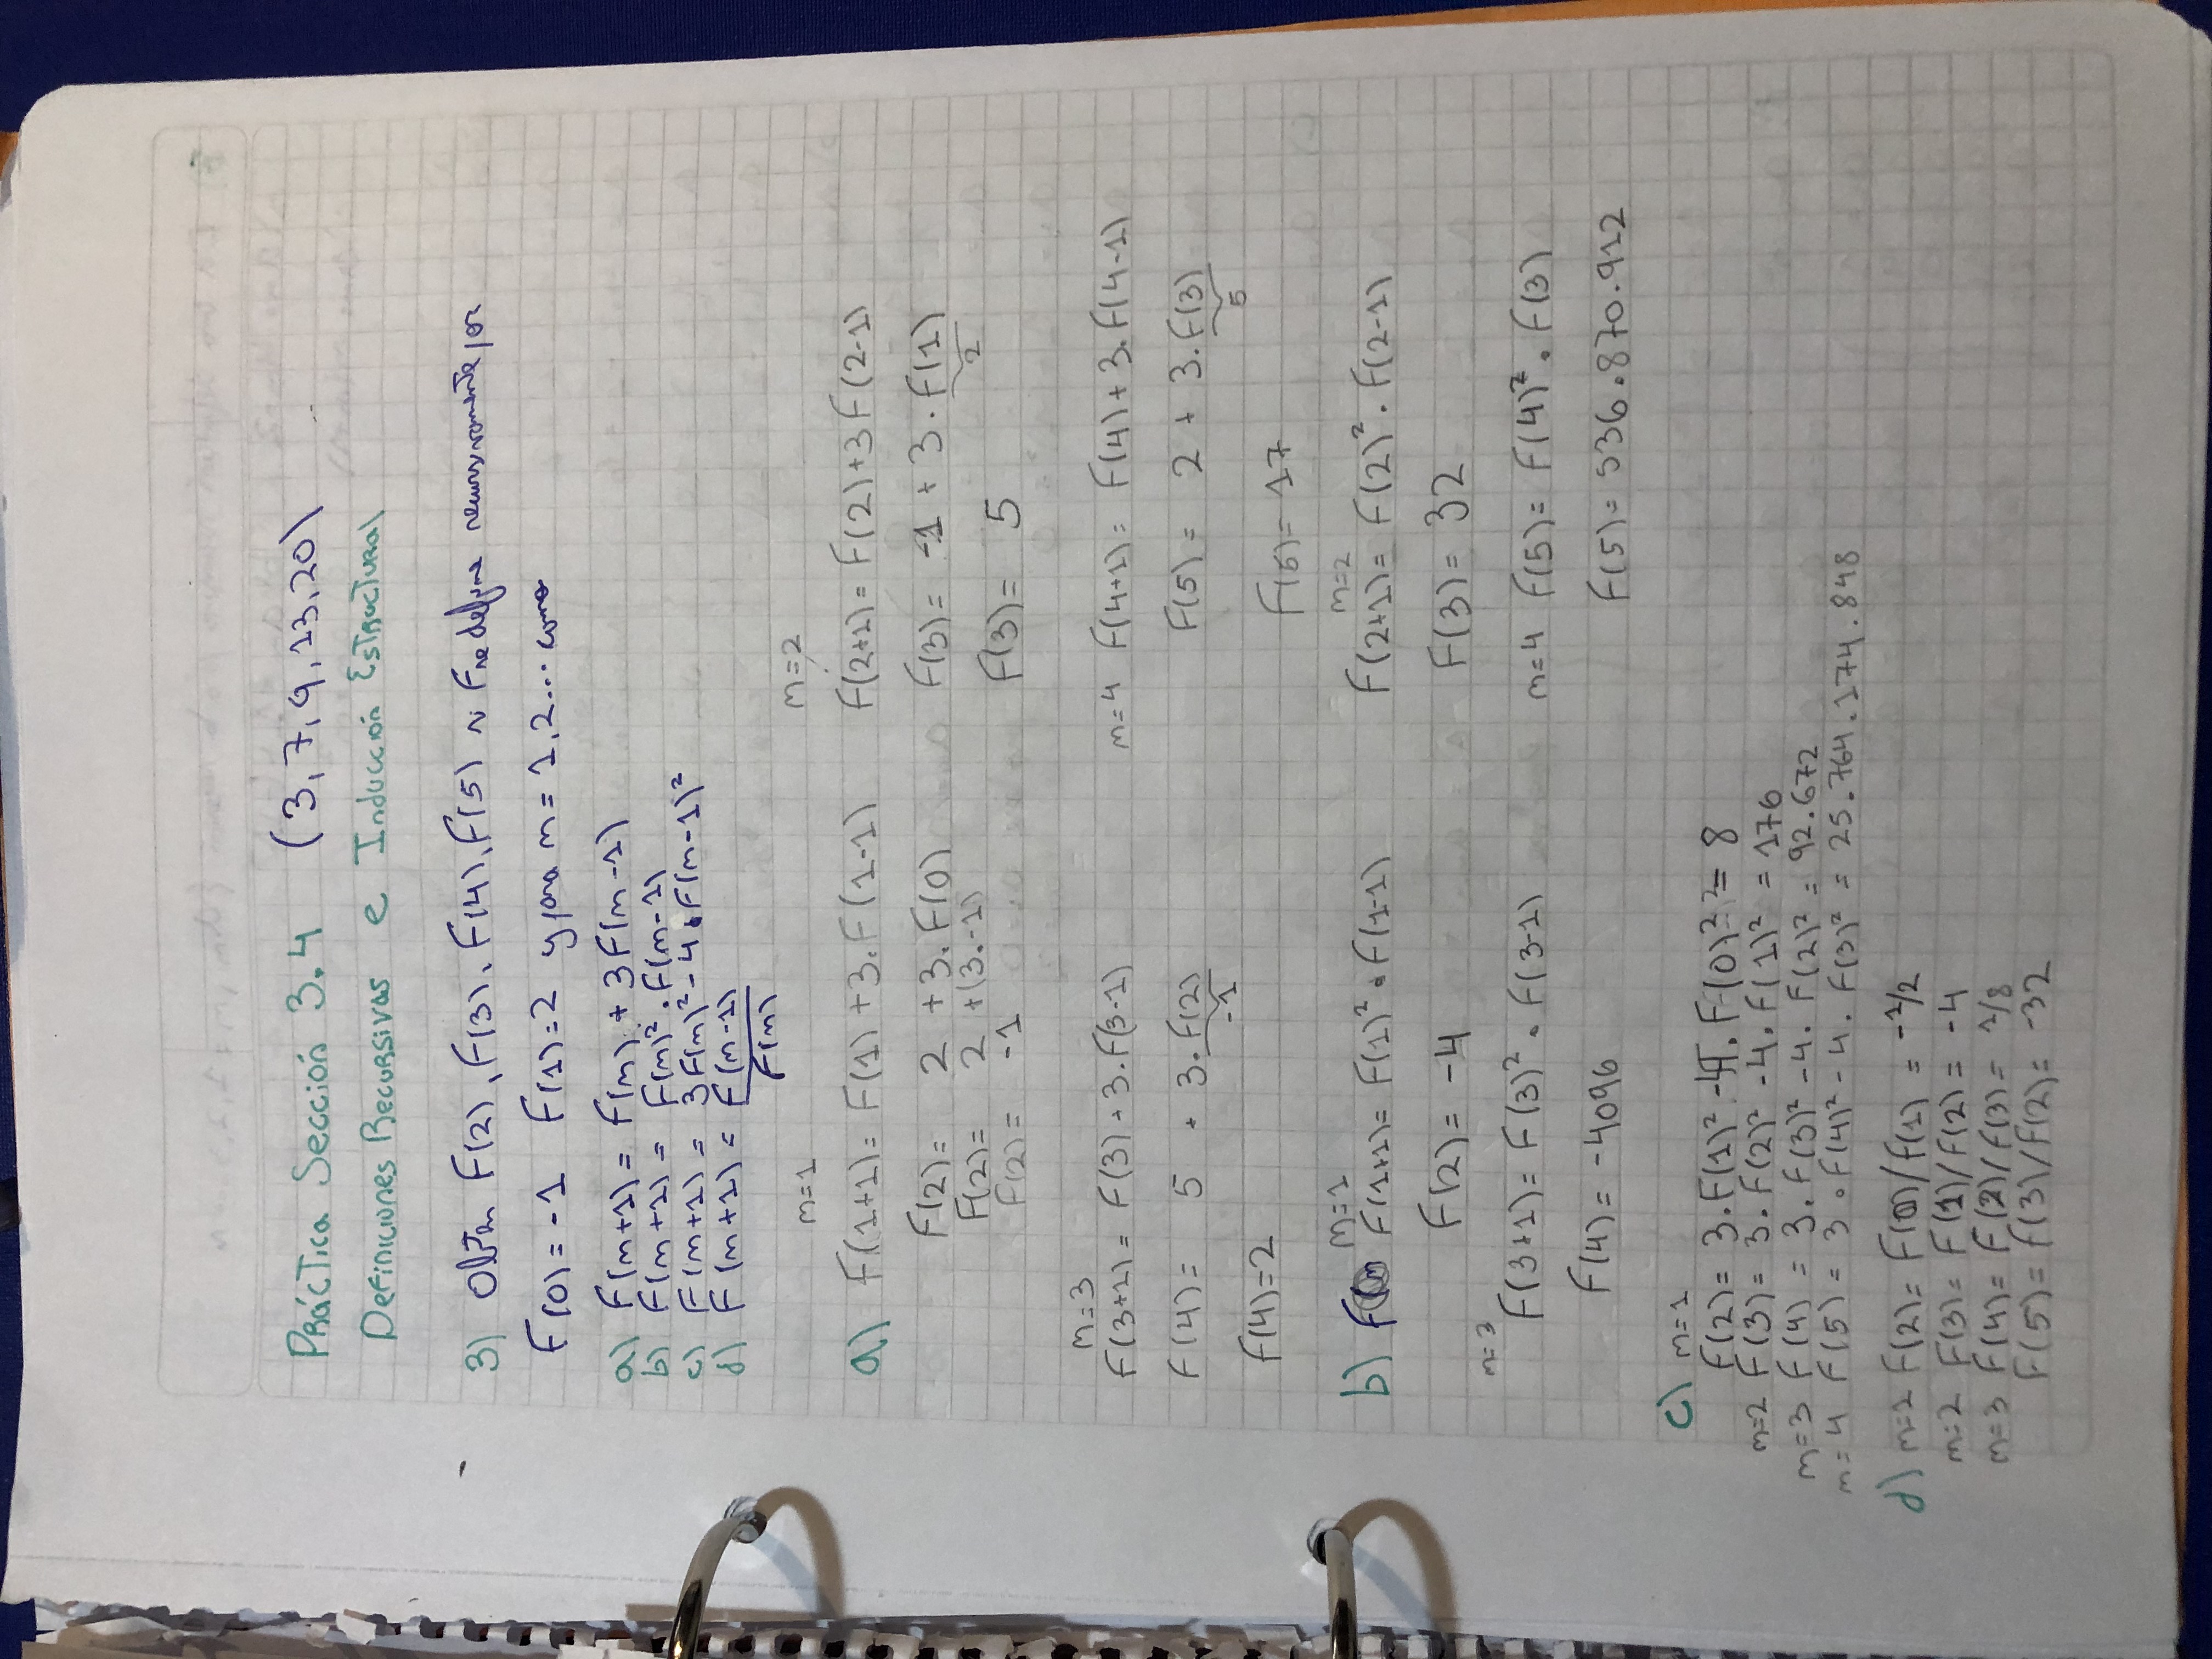 Práctica Sección 3.4 (3, 7, 9, 13, 20)
Definiciones Recursivas e Inducción Estructural
3) Obten F(2), F(3), F(4), F(5) si F se define recursivamente por
F(0) = -1 F(1) = 2 y para n = 1, 2... como
a) F(n+1) = F(n) + 3F(n-1)
b) F(n+1) = F(n)² . F(n-1)
c) F(n+1) = 3F(n)² - 4 . F(n-1)²
d) F(n+1) = F(n-1) / F(n)
n=1 n=2
a) F(1+1) = F(1) + 3. F(1-1) F(2+1) = F(2) + 3 F(2-1)
F(2) = 2 + 3. F(0) F(3) = -1 + 3 . F(1)
2
F(2) = 2 + (3.-1)
F(2) = -1 F(3) = 5
n=3
F(3+1) = F(3) + 3.F(3-1) n=4 F(4+1) = F(4) + 3. F(4-1)
F(4) = 5 + 3. F(2) F(5) = 2 + 3. F(3)
-1 5
F(4) = 2 F(5) = 17
n=1 n=2
b) F(1+1) = F(1)² . F(1-1) F(2+1) = F(2)² . F(2-1)
F(2) = -4 F(3) = 32
n=3
F(3+1) = F(3)² . F(3-1) n=4 F(5) = F(4)² . F(3)
F(4) = -4096 F(5) = 536.870.912
c) n=1
F(2) = 3.F(1)² - 4. F(0)² = 8
n=2 F(3) = 3. F(2)² - 4. F(1)² = 176
n=3 F(4) = 3. F(3)² - 4. F(2)² = 92.672
n=4 F(5) = 3 . F(4)² - 4. F(3)² = 25.764.174.848
d) n=1 F(2) = F(0)/F(1) = -1/2
n=2 F(3) = F(1)/F(2) = -4
n=3 F(4) = F(2)/F(3) = 1/8
F(5) = F(3)/F(2) = -32